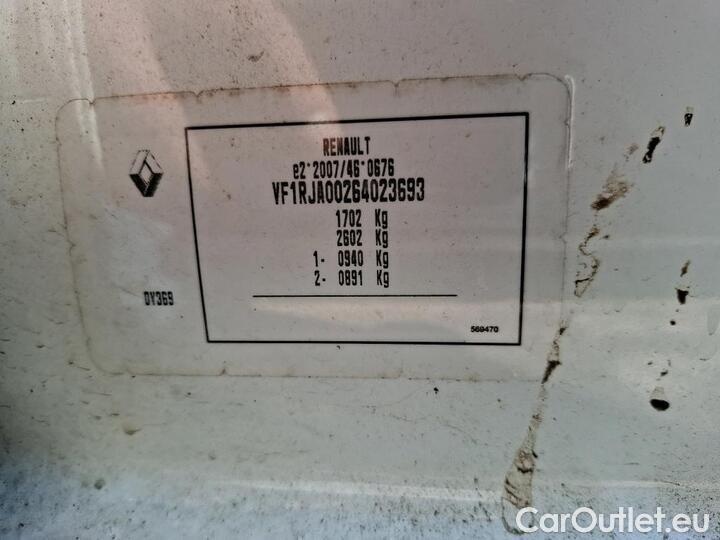 RENAULT
e2*2007/46*0676
VF1RJA00264023693
1702 Kg
2602 Kg
1- 0940 Kg
2- 0891 Kg
DV369
569470
CarOutlet.eu